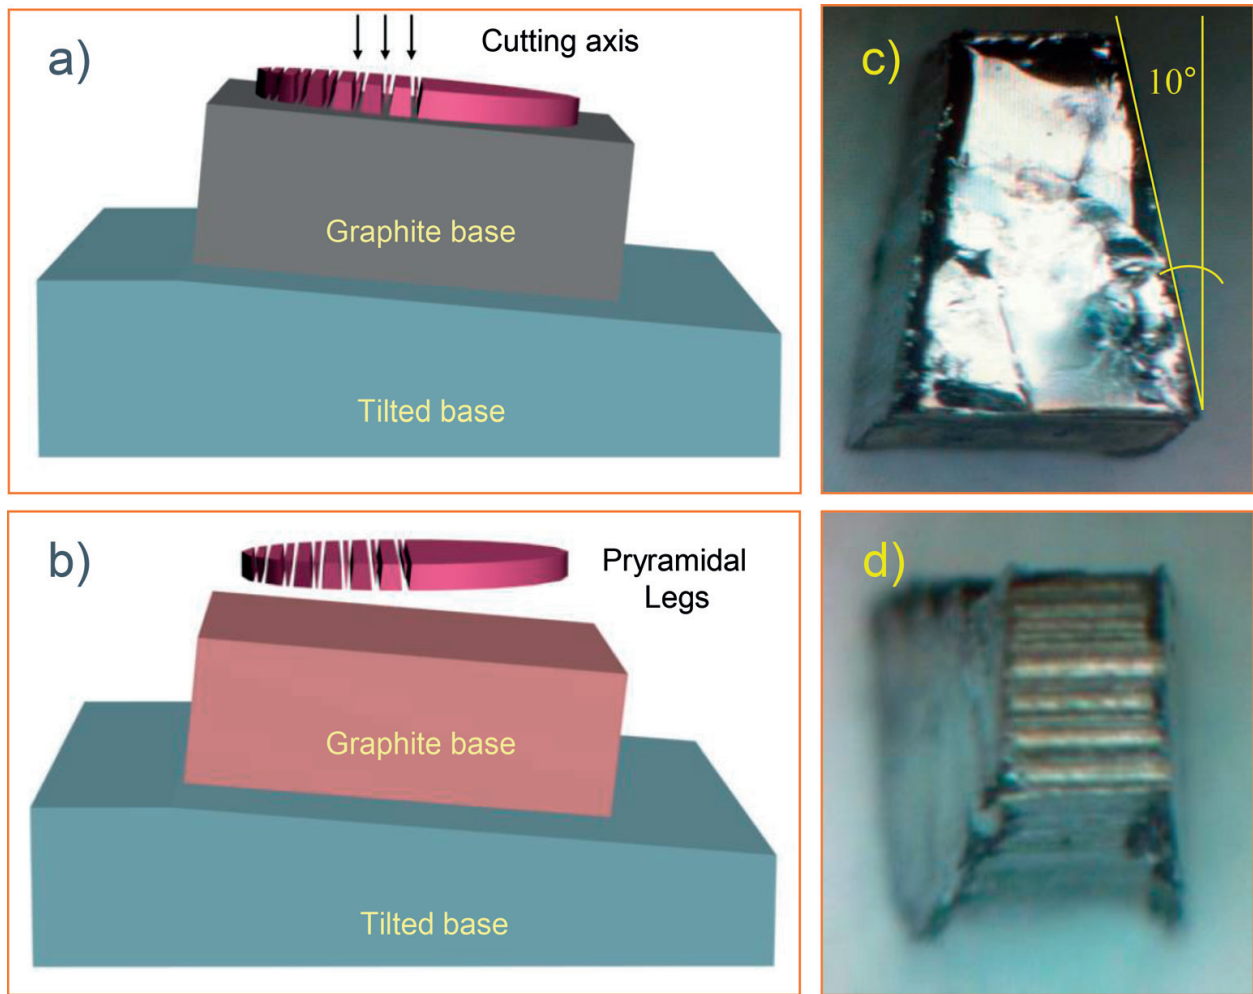 a)
Cutting axis
Graphite base
Tilted base
c)
10°
b)
Pryramidal
Legs
Graphite base
Tilted base
d)